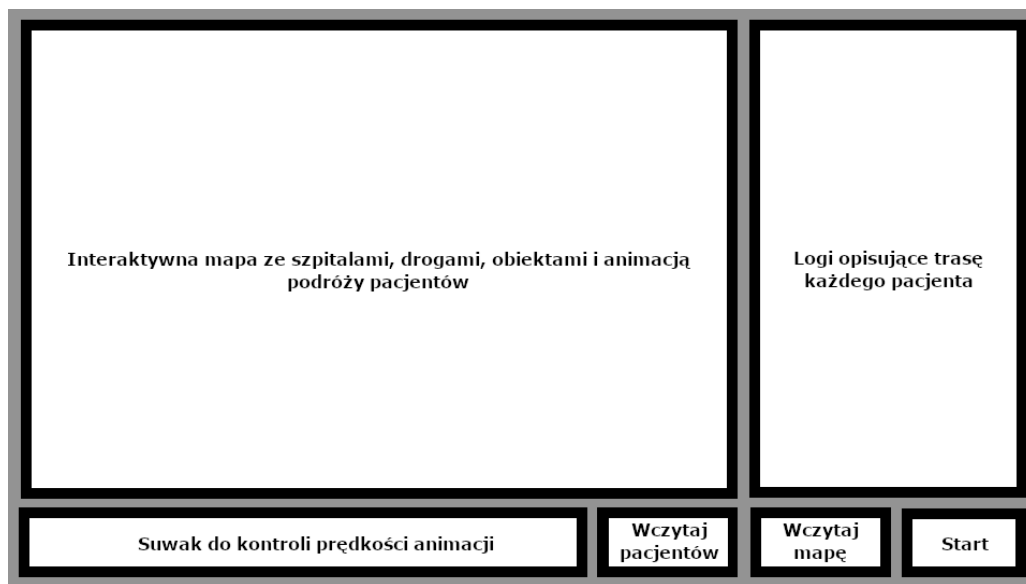 Interaktywna mapa ze szpitalami, drogami, obiektami i animacją
podróży pacjentów
Logi opisujące trasę
każdego pacjenta
Suwak do kontroli prędkości animacji
Wczytaj
pacjentów
Wczytaj
mapę
Start